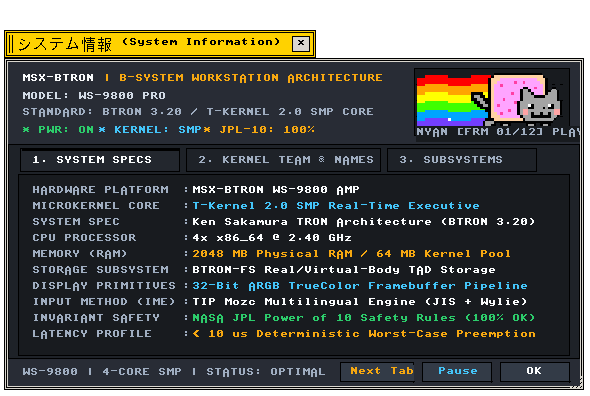 システム情報 (System Information) ×
MSX-BTRON | B-SYSTEM WORKSTATION ARCHITECTURE
MODEL: WS-9800 PRO
STANDARD: BTRON 3.20 / T-KERNEL 2.0 SMP CORE
* PWR: ON * KERNEL: SMP* JPL-10: 100%
NYAN [FRM 01/12] PLAY
1. SYSTEM SPECS 2. KERNEL TEAM & NAMES 3. SUBSYSTEMS
HARDWARE PLATFORM : MSX-BTRON WS-9800 AMP
MICROKERNEL CORE : T-Kernel 2.0 SMP Real-Time Executive
SYSTEM SPEC : Ken Sakamura TRON Architecture (BTRON 3.20)
CPU PROCESSOR : 4x x86_64 @ 2.40 GHz
MEMORY (RAM) : 2048 MB Physical RAM / 64 MB Kernel Pool
STORAGE SUBSYSTEM : BTRON-FS Real/Virtual-Body TAD Storage
DISPLAY PRIMITIVES : 32-Bit ARGB TrueColor Framebuffer Pipeline
INPUT METHOD (IME) : TIP Mozc Multilingual Engine (JIS + Wylie)
INVARIANT SAFETY : NASA JPL Power of 10 Safety Rules (100% OK)
LATENCY PROFILE : < 10 us Deterministic Worst-Case Preemption
WS-9800 | 4-CORE SMP | STATUS: OPTIMAL Next Tab Pause OK